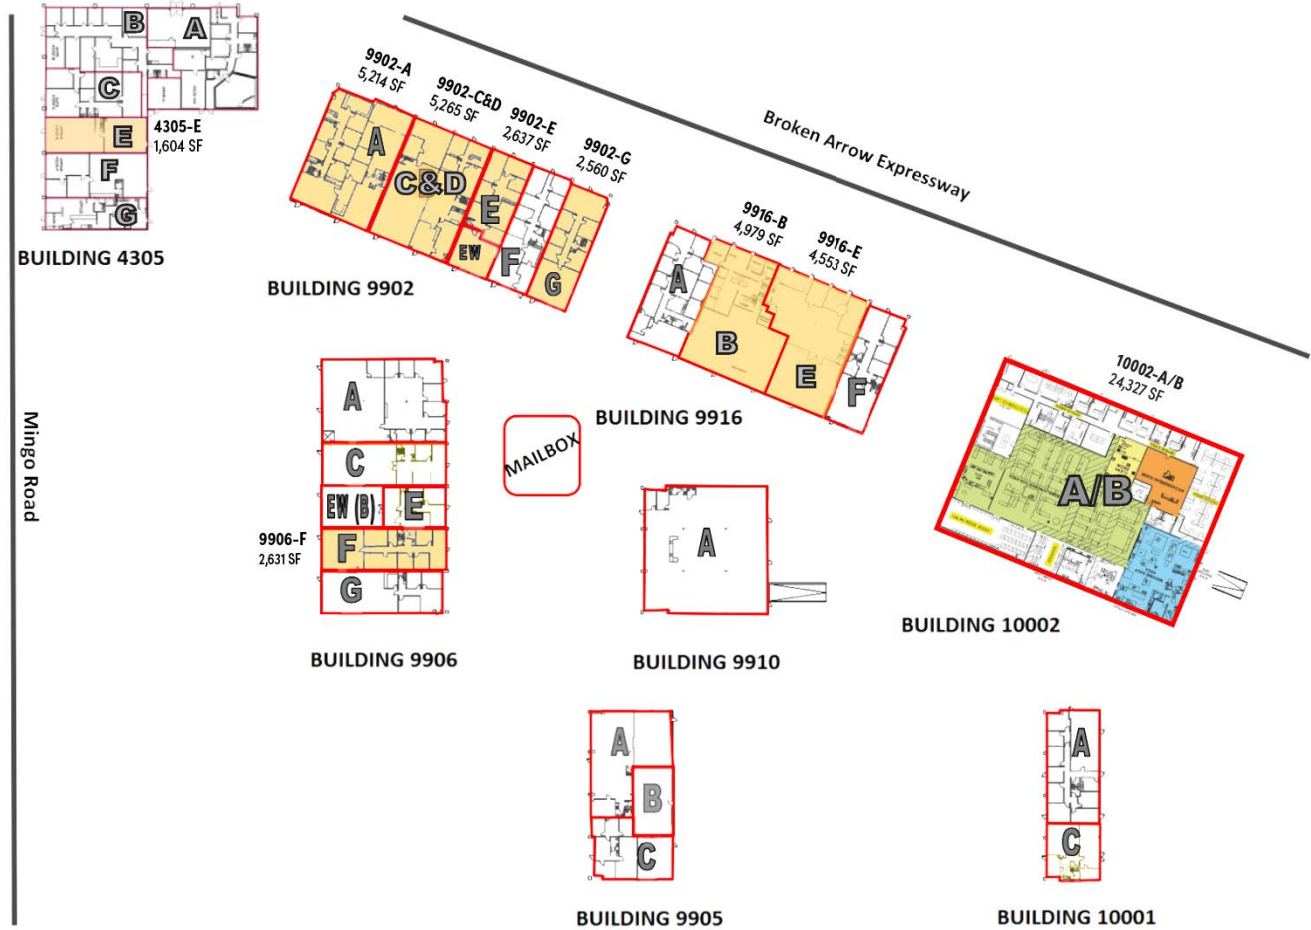 B
A
C
E
4305-E
1,604 SF
F
G
BUILDING 4305
9902-A
5,214 SF
9902-C&D
5,265 SF
9902-E
2,637 SF
9902-G
2,560 SF
A
C&D
E
EW
F
G
BUILDING 9902
Broken Arrow Expressway
9916-B
4,979 SF
9916-E
4,553 SF
A
B
E
F
BUILDING 9916
10002-A/B
24,327 SF
A/B
BUILDING 10002
Mingo Road
A
C
EW (B)
E
9906-F
2,631 SF
F
G
BUILDING 9906
MAILBOX
A
BUILDING 9910
A
B
C
BUILDING 9905
A
C
BUILDING 10001